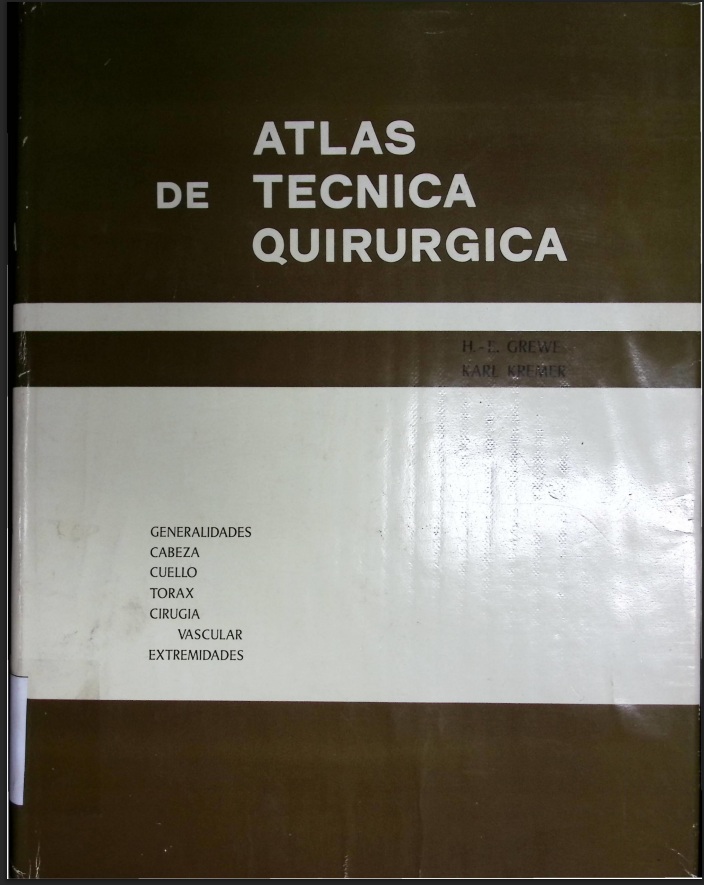 ATLAS
DE TECNICA
QUIRURGICA
H.-E. GREWE
KARL KREMER
GENERALIDADES
CABEZA
CUELLO
TORAX
CIRUGIA
VASCULAR
EXTREMIDADES